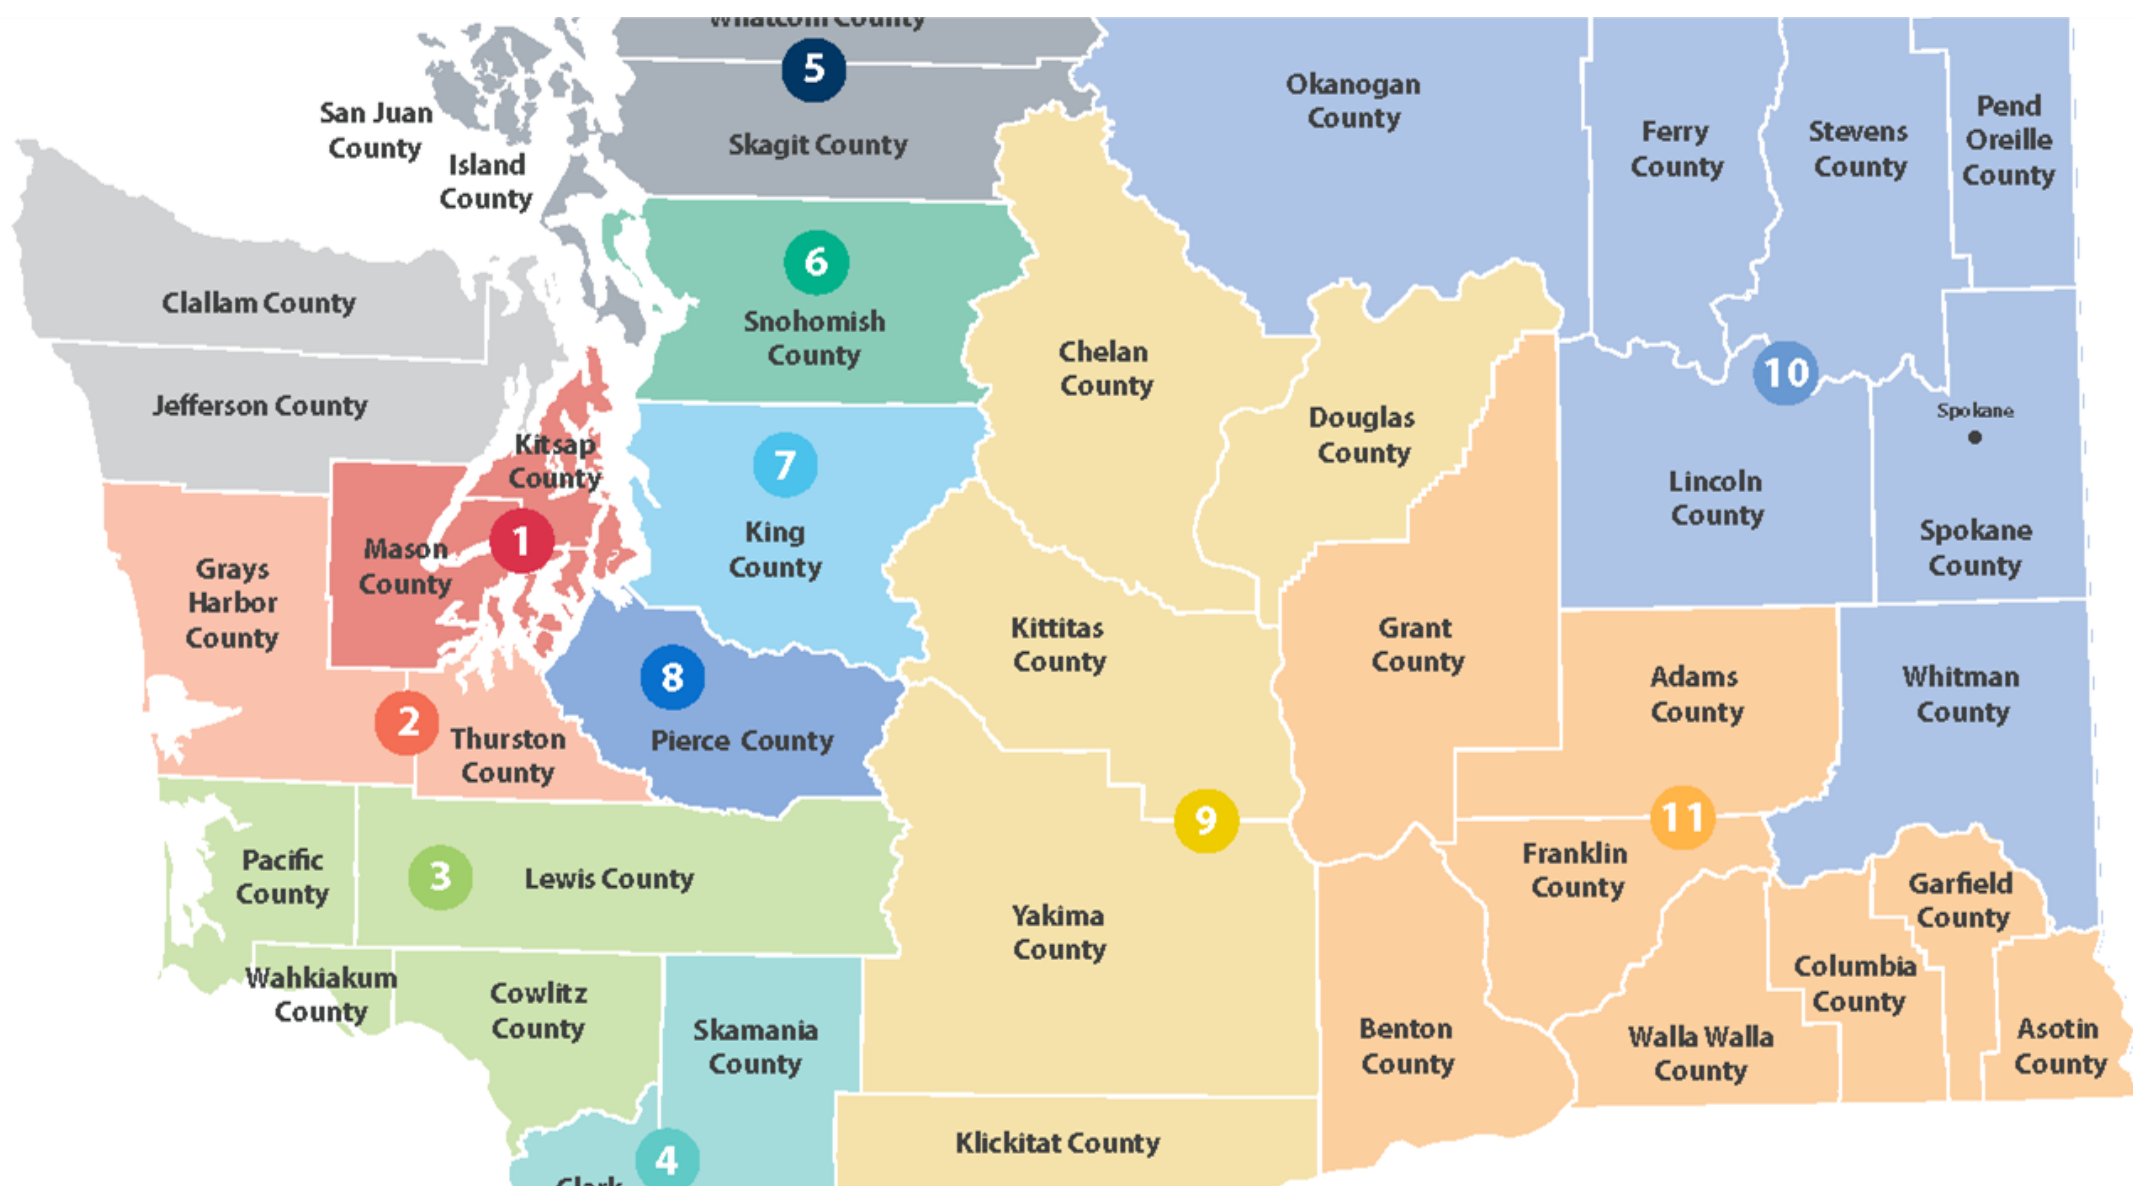 Whatcom County
5
San Juan
County
Island
County
Skagit County
Okanogan
County
Ferry
County
Stevens
County
Pend
Oreille
County
Clallam County
6
Snohomish
County
Chelan
County
10
Jefferson County
Kitsap
County
7
King
County
Douglas
County
Spokane
Lincoln
County
Spokane
County
Grays
Harbor
County
Mason
County
1
Kittitas
County
Grant
County
Adams
County
Whitman
County
2
Thurston
County
8
Pierce County
9
11
Pacific
County
3
Lewis County
Yakima
County
Franklin
County
Garfield
County
Wahkiakum
County
Cowlitz
County
Skamania
County
Benton
County
Walla Walla
County
Columbia
County
Asotin
County
4
Klickitat County
Clark